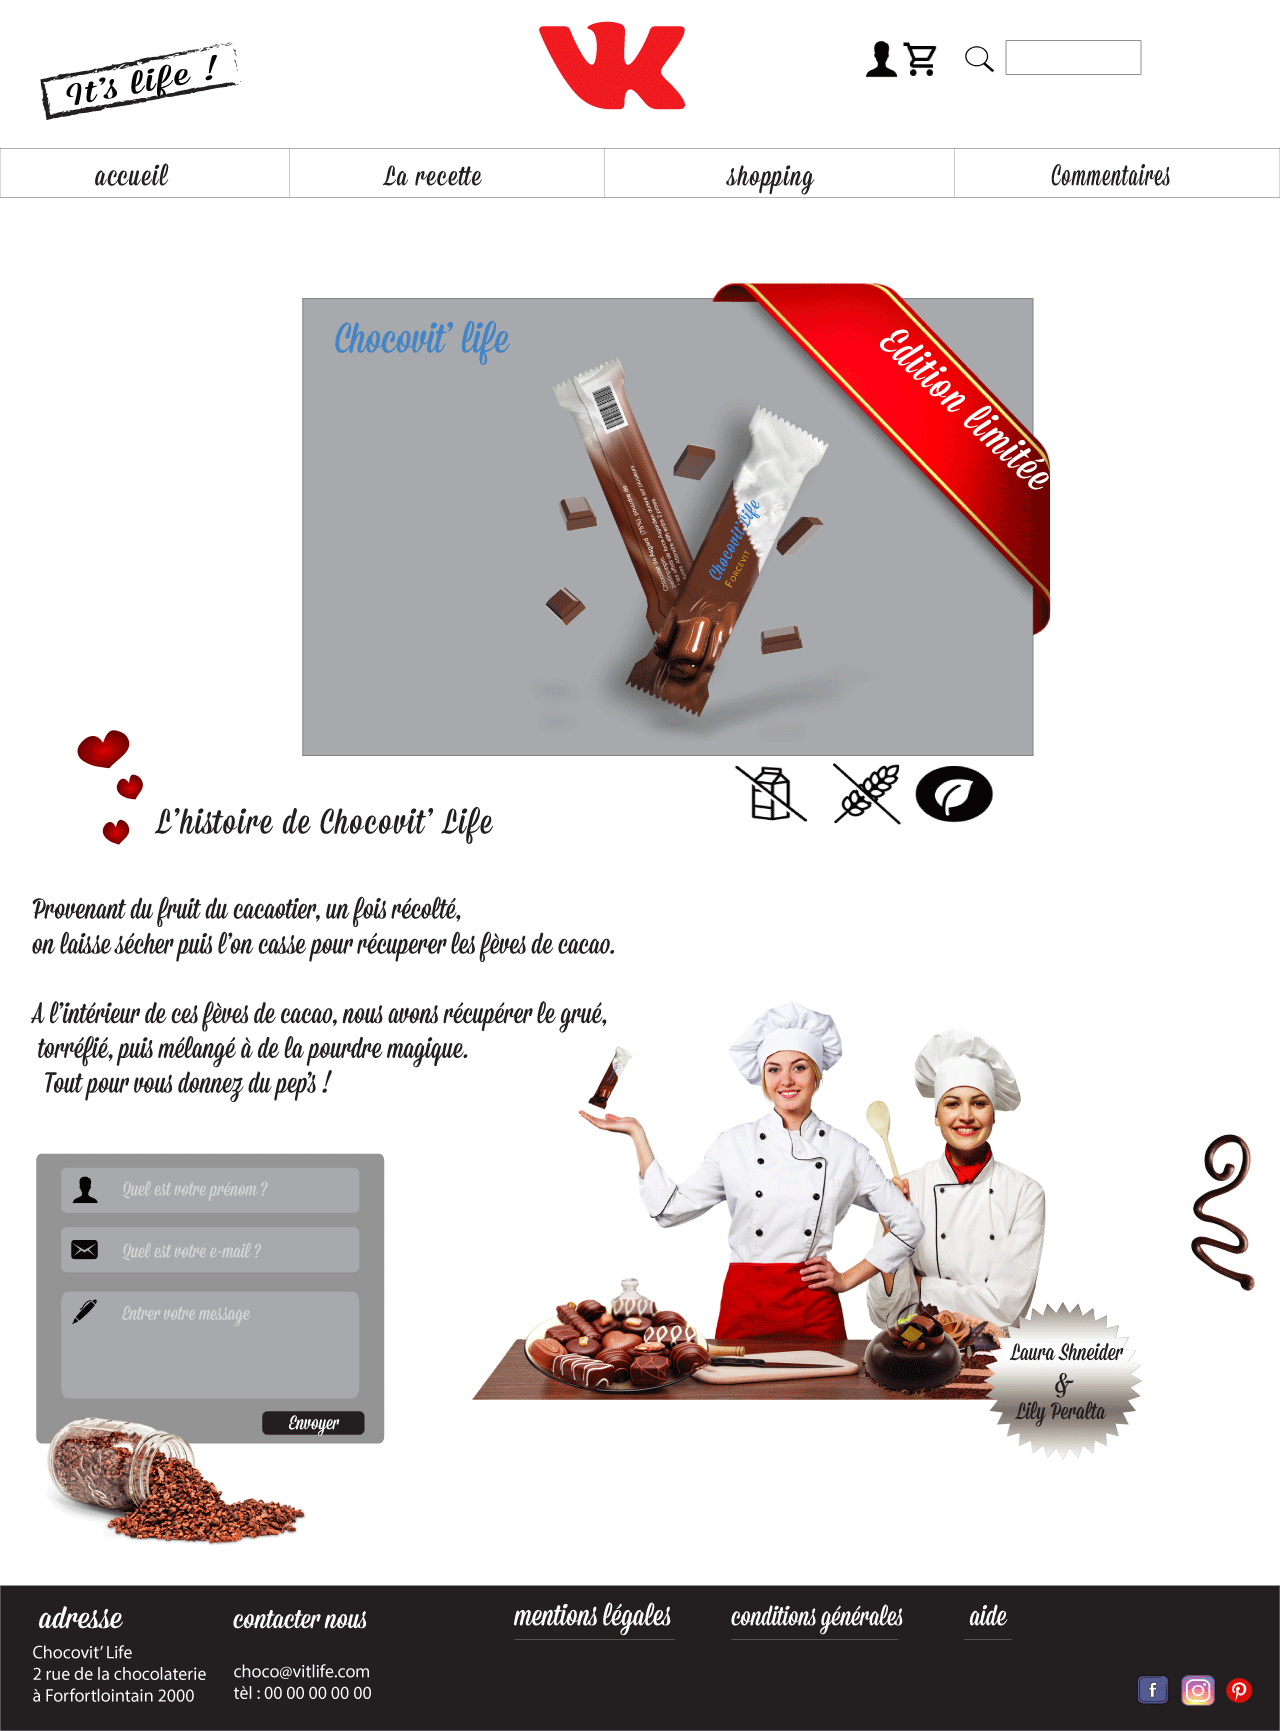 It's life !
VK
accueil
La recette
shopping
Commentaires
Chocovit' life
Edition limitée
Chocovit' Life
FORCEVIT
L'histoire de Chocovit' Life
Provenant du fruit du cacaotier, un fois récolté,
on laisse sécher puis l'on casse pour récuperer les fèves de cacao.
A l'intérieur de ces fèves de cacao, nous avons récupérer le grué,
torréfié, puis mélangé à de la pourdre magique.
Tout pour vous donnez du pep's !
Quel est votre prénom ?
Quel est votre e-mail ?
Entrer votre message
Envoyer
Laura Shneider
&
Lily Peralta
adresse
Chocovit' Life
2 rue de la chocolaterie
à Forfortlointain 2000
contacter nous
choco@vitlife.com
tèl : 00 00 00 00 00
mentions légales
conditions générales
aide